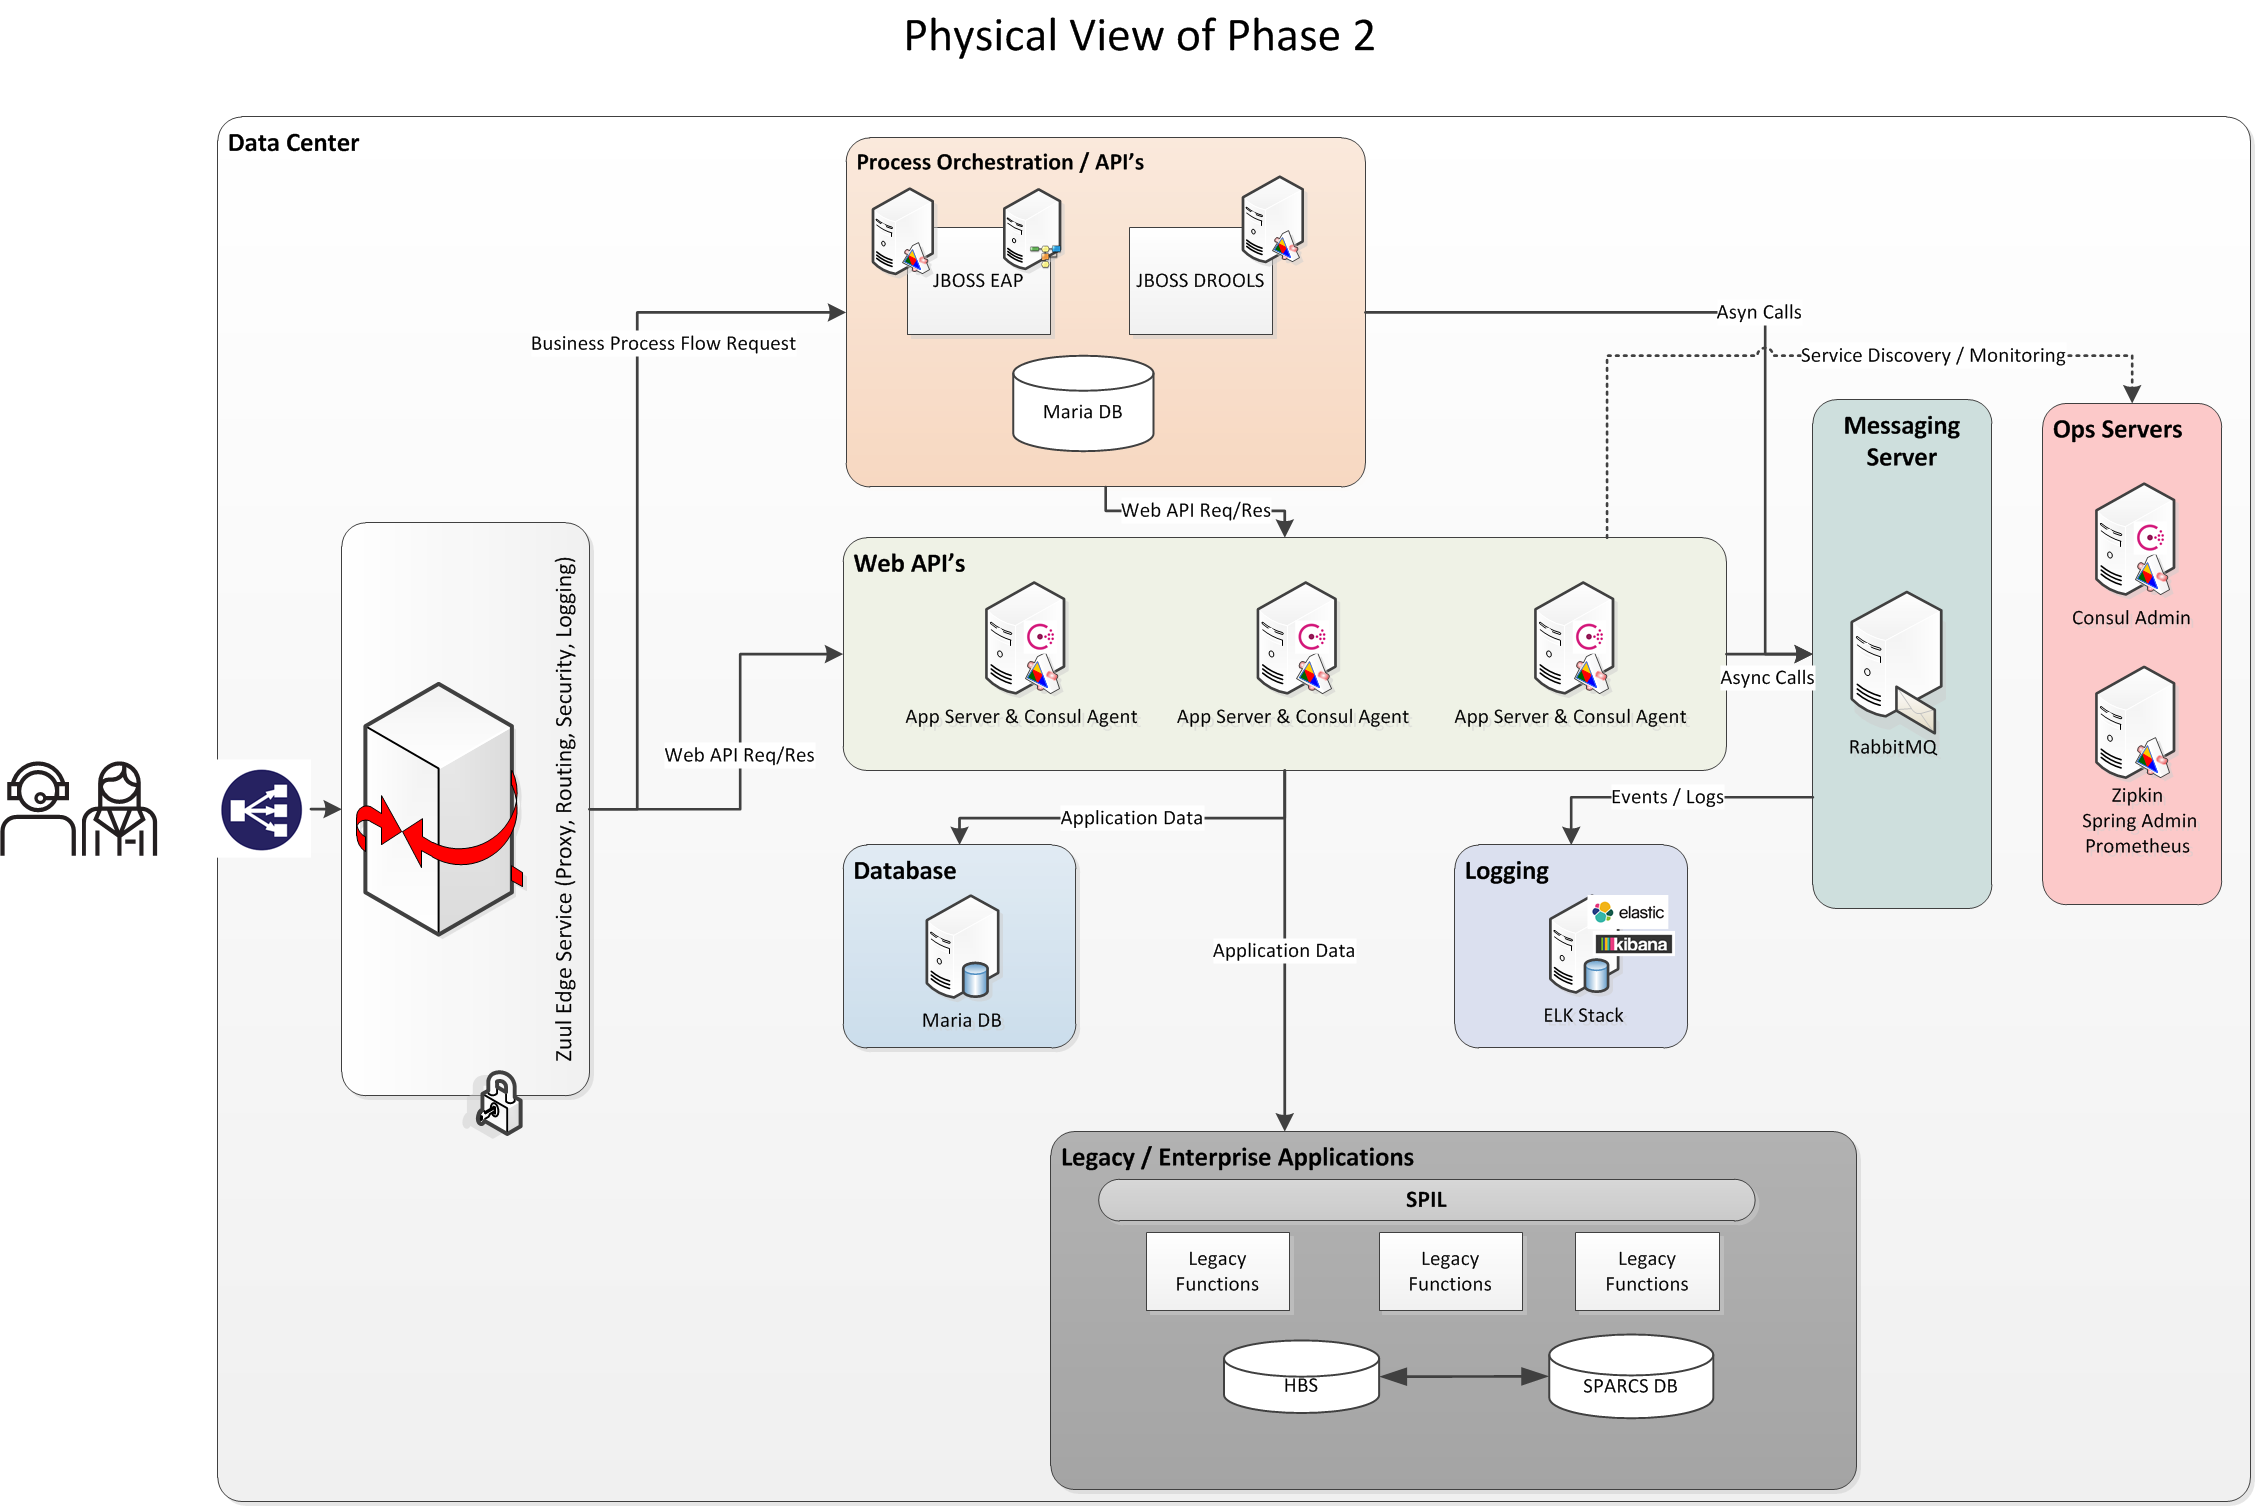 Physical View of Phase 2
Data Center
Process Orchestration / API's
JBOSS EAP
JBOSS DROOLS
Maria DB
Business Process Flow Request
Asyn Calls
Service Discovery / Monitoring
Messaging
Server
Ops Servers
Web API Req/Res
Web API's
App Server & Consul Agent
App Server & Consul Agent
App Server & Consul Agent
Async Calls
RabbitMQ
Consul Admin
Zipkin
Spring Admin
Prometheus
Zuul Edge Service (Proxy, Routing, Security, Logging)
Web API Req/Res
Application Data
Events / Logs
Database
Maria DB
Application Data
Logging
elastic
kibana
ELK Stack
Legacy / Enterprise Applications
SPIL
Legacy
Functions
Legacy
Functions
Legacy
Functions
HBS
SPARCS DB